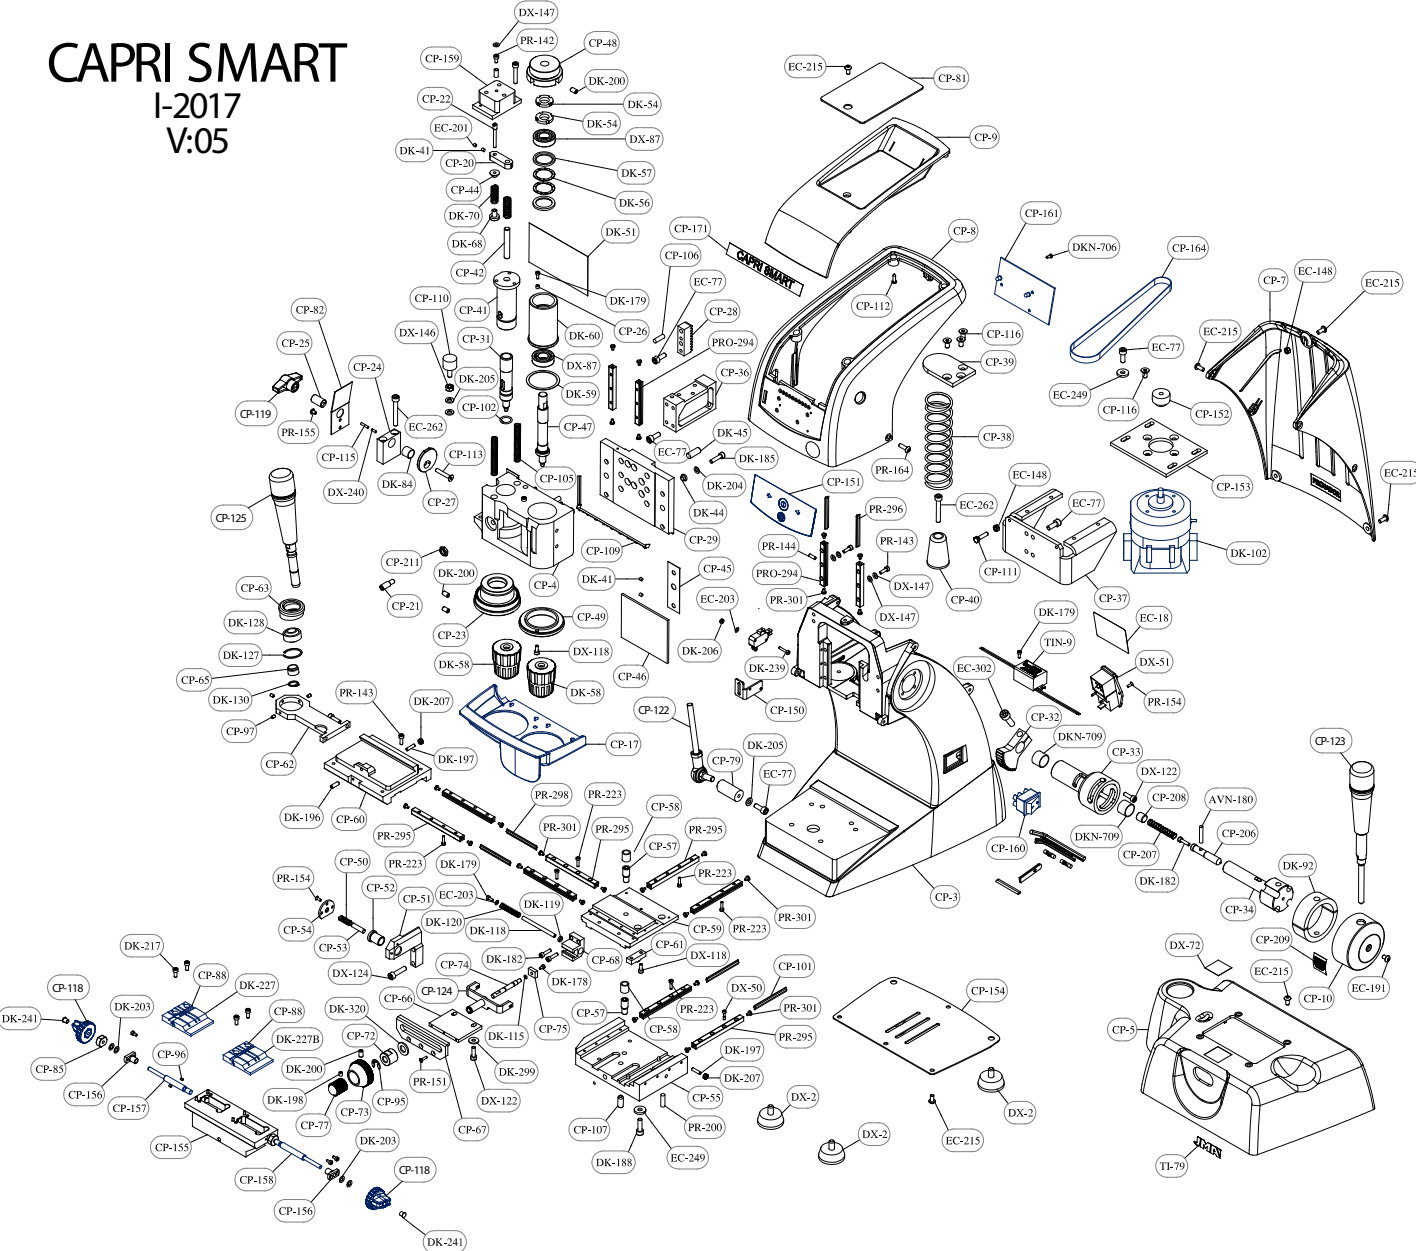 CAPRI SMART
I-2017
V:05
DX-147
PR-142
CP-48
CP-159
DK-200
CP-22
DK-54
DK-54
EC-201
DX-87
DK-41
CP-20
DK-57
CP-44
DK-56
DK-70
DK-51
DK-68
CP-42
EC-215
CP-81
CP-9
CP-171
CAPRI SMART
CP-8
CP-161
DKN-706
CP-164
CP-7
EC-148
EC-215
CP-106
EC-77
CP-112
DK-179
CP-41
CP-110
CP-26
CP-28
DK-60
CP-82
DX-146
CP-31
PRO-294
CP-116
EC-215
EC-77
CP-25
CP-24
DK-205
DX-87
CP-36
CP-39
EC-249
CP-116
CP-152
CP-119
CP-102
DK-59
CP-47
PR-155
EC-262
CP-38
DK-45
EC-77
CP-115
CP-113
DK-185
PR-164
CP-153
EC-215
DX-240
DK-84
CP-27
CP-105
DK-204
CP-151
EC-148
EC-77
DK-44
EC-262
PR-296
CP-125
CP-29
PR-144
PR-143
CP-109
DK-102
CP-211
DK-200
CP-4
DK-41
CP-45
PRO-294
DX-147
CP-111
CP-37
CP-63
CP-21
EC-203
PR-301
DX-147
CP-40
DK-179
EC-18
CP-23
CP-49
DK-128
DK-206
TIN-9
DK-127
DX-118
CP-46
DK-239
EC-302
DX-51
CP-65
DK-58
DK-58
DK-130
PR-143
DK-207
CP-150
PR-154
CP-97
CP-122
CP-32
CP-62
CP-17
DKN-709
CP-123
DK-197
DK-205
CP-79
CP-33
EC-77
DX-122
PR-298
PR-223
CP-208
AVN-180
DK-196
CP-60
CP-58
PR-295
PR-301
PR-295
PR-295
CP-160
DKN-709
CP-206
CP-57
CP-207
DK-92
PR-223
DK-179
DK-182
CP-50
EC-203
PR-223
CP-3
CP-34
PR-154
CP-52
DK-119
PR-301
CP-51
DK-120
CP-54
CP-53
DK-118
CP-59
PR-223
DX-72
CP-209
DK-217
DK-182
CP-68
CP-61
CP-74
DX-118
EC-215
DX-124
CP-124
DK-178
CP-101
CP-10
EC-191
CP-118
CP-88
DK-227
CP-66
DX-50
CP-154
DK-241
DK-203
CP-88
DK-320
CP-57
PR-223
PR-301
CP-5
CP-72
DK-115
CP-75
CP-58
PR-295
DK-227B
CP-85
CP-96
DK-200
DK-299
DK-197
CP-156
DK-198
PR-151
DK-207
CP-157
CP-95
DX-122
CP-55
DX-2
DX-2
CP-77
CP-73
CP-67
CP-107
PR-200
DX-2
EC-215
CP-155
DK-203
DK-188
EC-249
JMA
CP-158
CP-118
TI-79
CP-156
DK-241